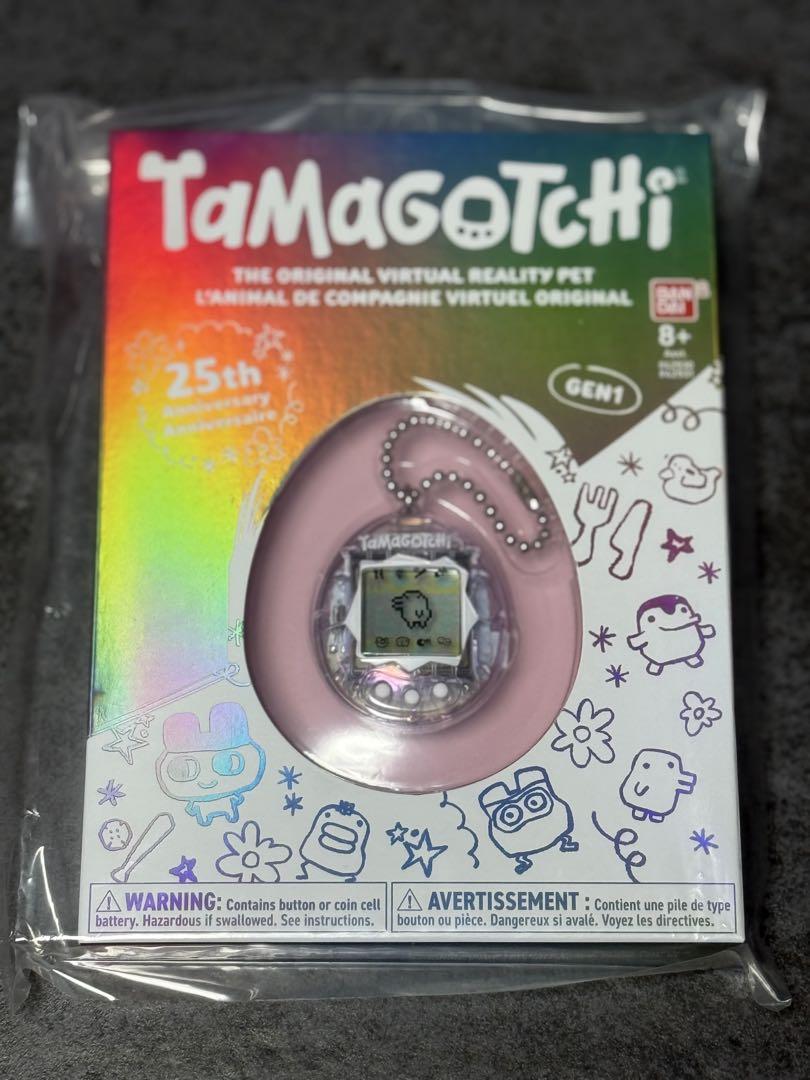 TaMaGoTcHi
THE ORIGINAL VIRTUAL REALITY PET
L'ANIMAL DE COMPAGNIE VIRTUEL ORIGINAL
BAN
DAI
8+
25th
Anniversary
Anniversaire
GEN1
TaMaGoTcHi
WARNING: Contains button or coin cell
battery. Hazardous if swallowed. See instructions.
AVERTISSEMENT : Contient une pile de type
bouton ou pièce. Dangereux si avalé. Voyez les directives.